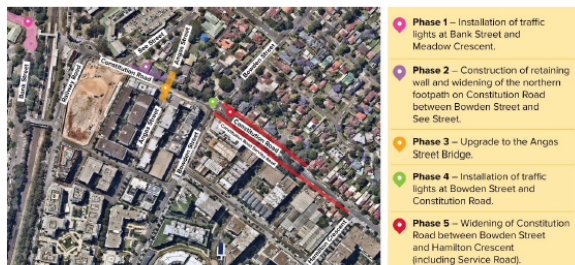 See Street
Angas Street
Constitution Road
Bank Street
Railway Road
Bowden Street
Angas Street
Bowden Street
Constitution Road
Hamilton Crescent
Phase 1 – Installation of traffic
lights at Bank Street and
Meadow Crescent.
Phase 2 – Construction of retaining
wall and widening of the northern
footpath on Constitution Road
between Bowden Street and
See Street.
Phase 3 – Upgrade to the Angas
Street Bridge.
Phase 4 – Installation of traffic
lights at Bowden Street and
Constitution Road.
Phase 5 – Widening of Constitution
Road between Bowden Street
and Hamilton Crescent
(including Service Road).